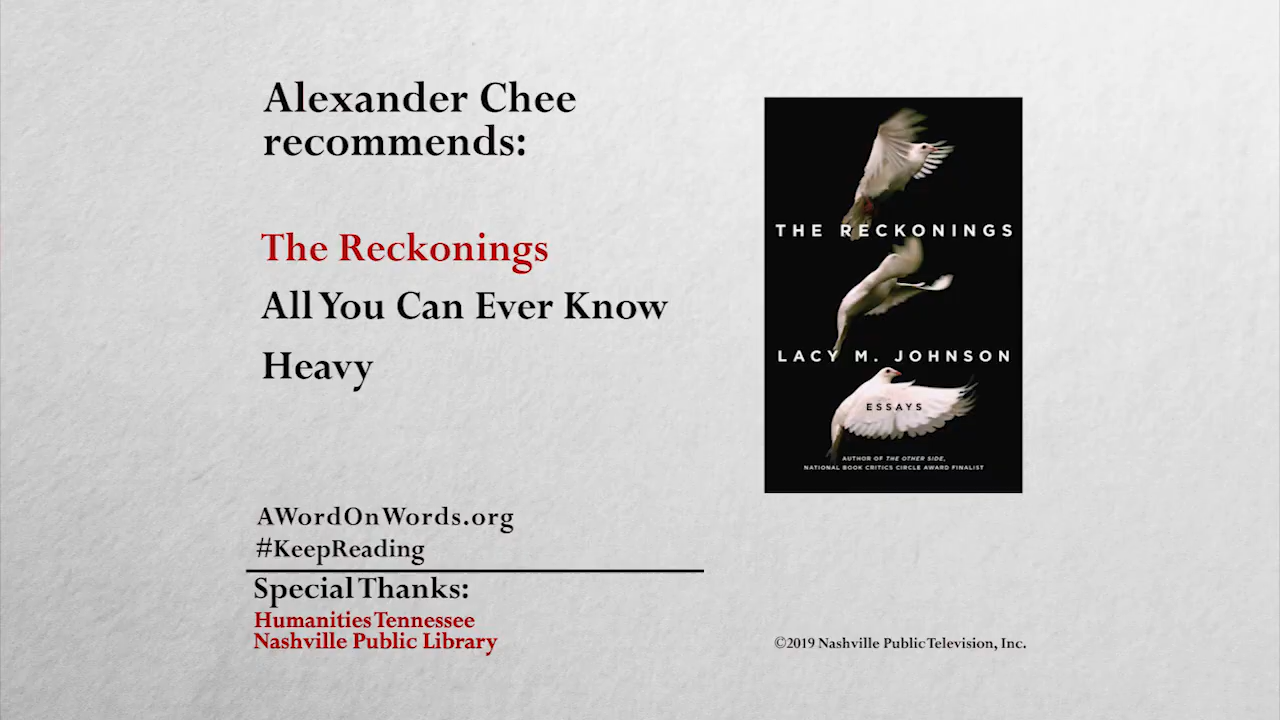 Alexander Chee
recommends:
The Reckonings
All You Can Ever Know
Heavy
THE RECKONINGS
LACY M. JOHNSON
ESSAYS
AUTHOR OF THE OTHER SIDE,
NATIONAL BOOK CRITICS CIRCLE AWARD FINALIST
AWordOnWords.org
#KeepReading
Special Thanks:
Humanities Tennessee
Nashville Public Library
©2019 Nashville Public Television, Inc.